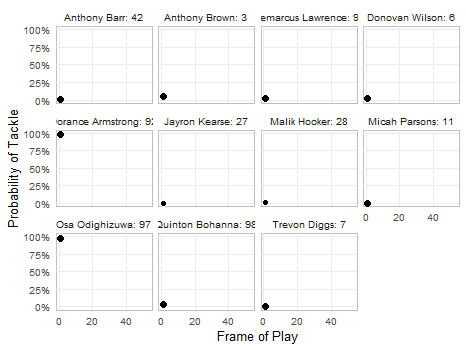 Anthony Barr: 42 Anthony Brown: 3 emarcus Lawrence: 9 Donovan Wilson: 6
100%
75%
50%
25%
0%
orance Armstrong: 92 Jayron Kearse: 27 Malik Hooker: 28 Micah Parsons: 11
100%
75%
50%
25%
0%
0 20 40
Osa Odighizuwa: 97 Quinton Bohanna: 98 Trevon Diggs: 7
100%
75%
50%
25%
0%
0 20 40 0 20 40 0 20 40
Frame of Play
Probability of Tackle